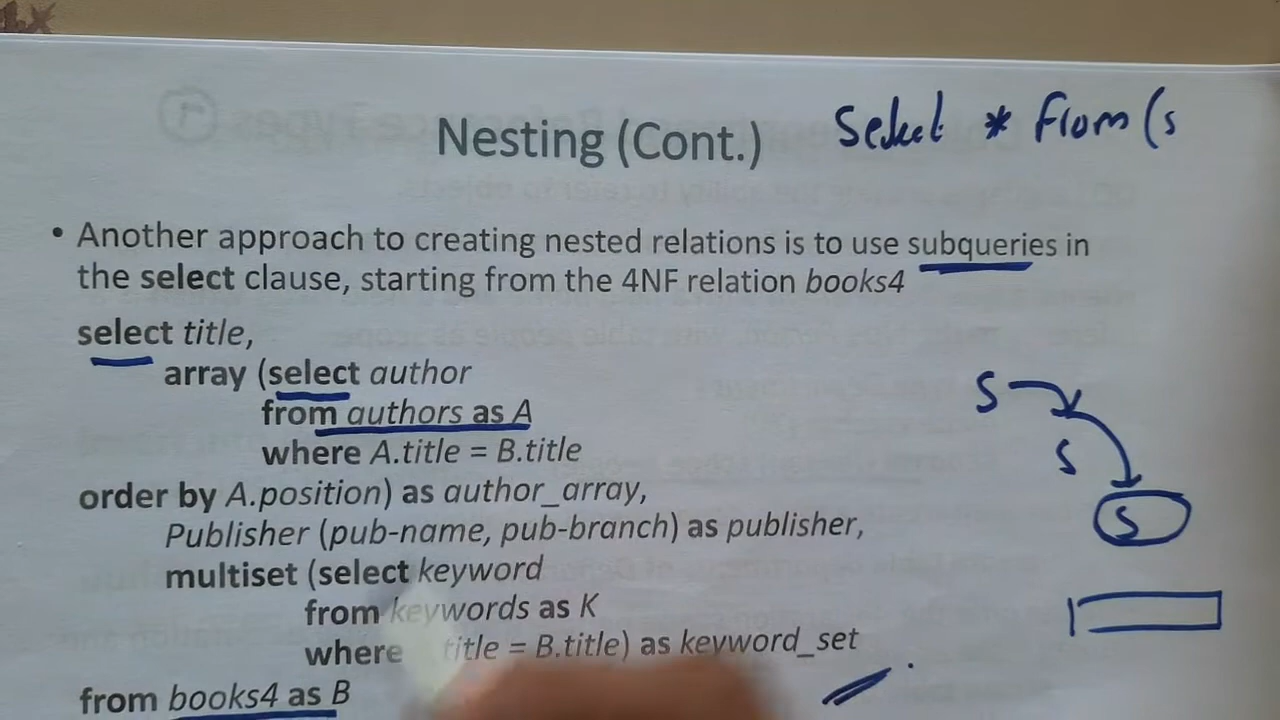 Nesting (Cont.)
Select * From (s
• Another approach to creating nested relations is to use subqueries in
the select clause, starting from the 4NF relation books4
select title,
array (select author
from authors as A
where A.title = B.title
order by A.position) as author_array,
Publisher (pub-name, pub-branch) as publisher,
multiset (select keyword
from keywords as K
where title = B.title) as keyword_set
from books4 as B
S
S
S